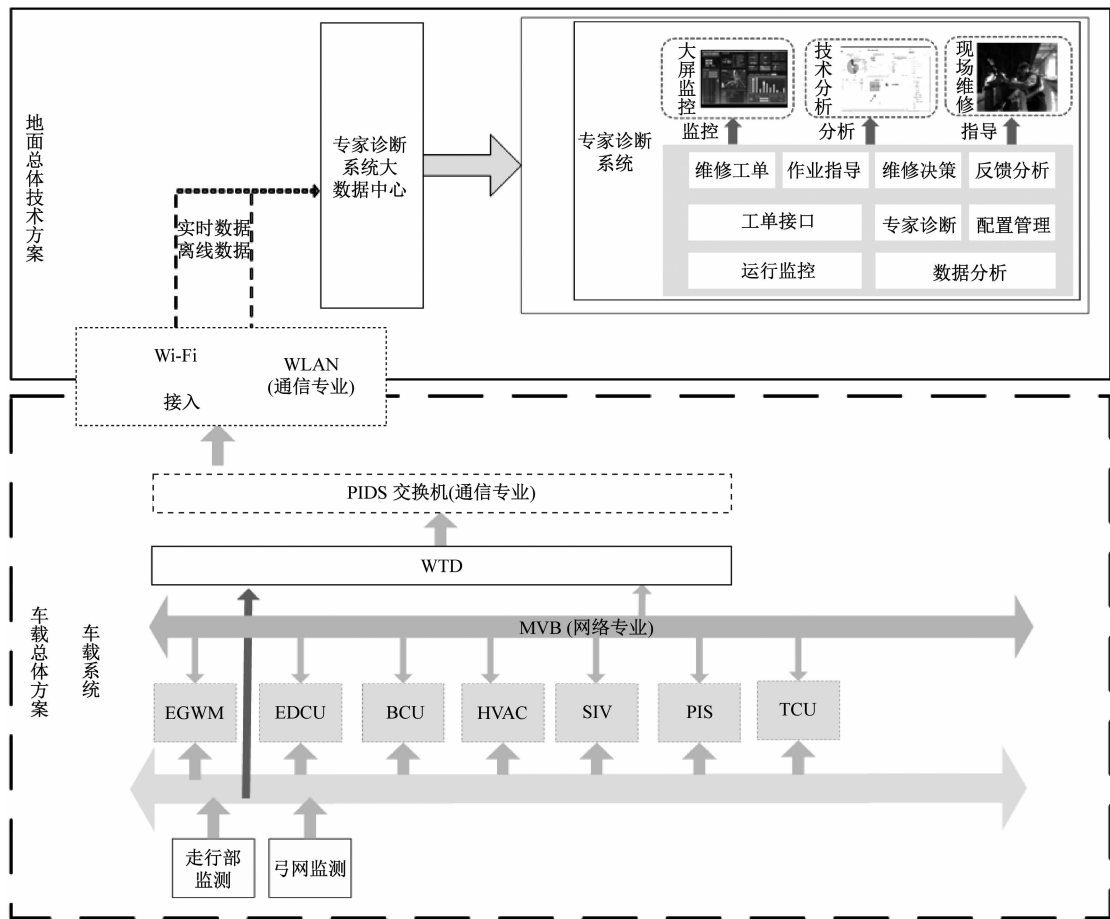 地面总体技术方案
实时数据
离线数据
专家诊断
系统大
数据中心
专家诊断
系统
大屏监控
技术分析
现场维修
监控
分析
指导
维修工单
作业指导
维修决策
反馈分析
工单接口
专家诊断
配置管理
运行监控
数据分析
Wi-Fi
接入
WLAN
(通信专业)
车载总体方案
车载系统
PIDS 交换机(通信专业)
WTD
MVB (网络专业)
EGWM
EDCU
BCU
HVAC
SIV
PIS
TCU
走行部
监测
弓网监测